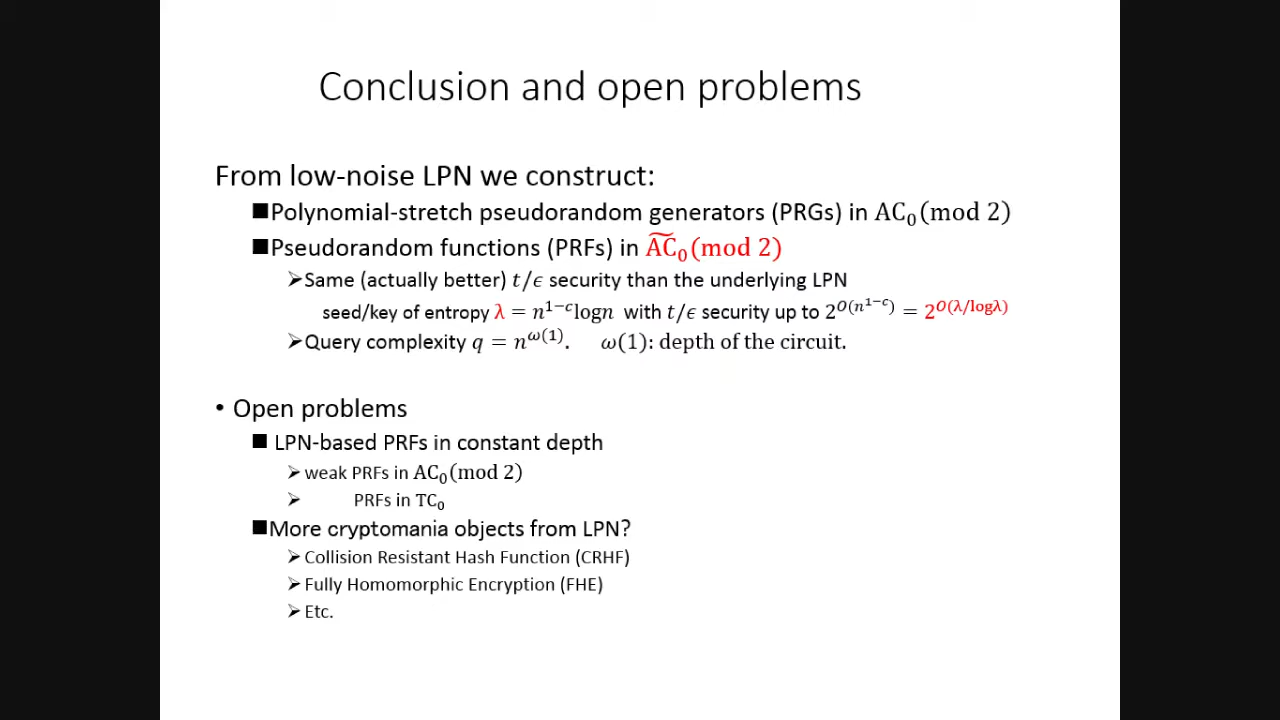 Conclusion and open problems
From low-noise LPN we construct:
■Polynomial-stretch pseudorandom generators (PRGs) in AC₀(mod 2)
■Pseudorandom functions (PRFs) in A͠C₀(mod 2)
➢Same (actually better) t/ϵ security than the underlying LPN
seed/key of entropy λ = n^{1−c}logn with t/ϵ security up to 2^{O(n^{1−c})} = 2^{O(λ/logλ)}
➢Query complexity q = n^{ω(1)}. ω(1): depth of the circuit.
• Open problems
■ LPN-based PRFs in constant depth
➢weak PRFs in AC₀(mod 2)
➢ PRFs in TC₀
■More cryptomania objects from LPN?
➢Collision Resistant Hash Function (CRHF)
➢Fully Homomorphic Encryption (FHE)
➢Etc.